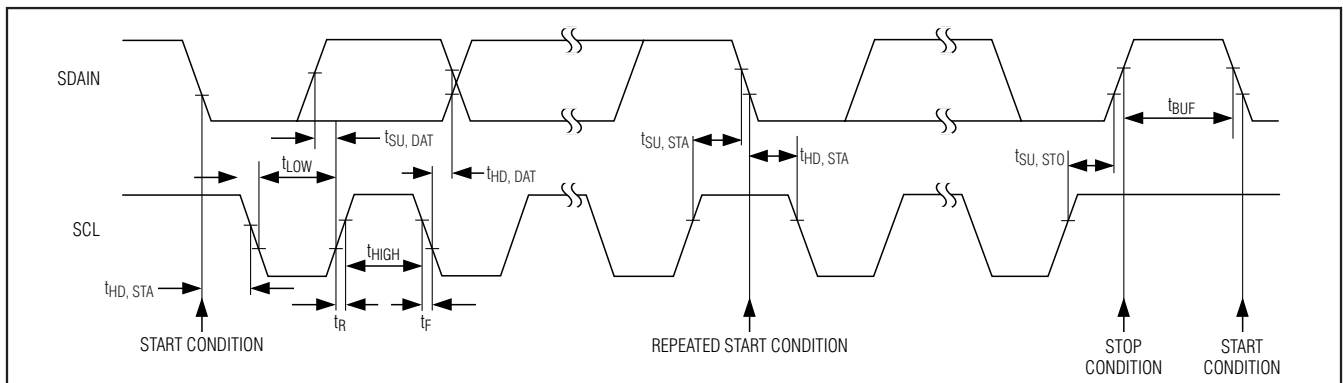 SDAIN
tSU, DAT
tBUF
tSU, STA
tLOW
tHD, STA
tSU, STO
tHD, DAT
SCL
tHIGH
tHD, STA
tR
tF
START CONDITION
REPEATED START CONDITION
STOP
CONDITION
START
CONDITION